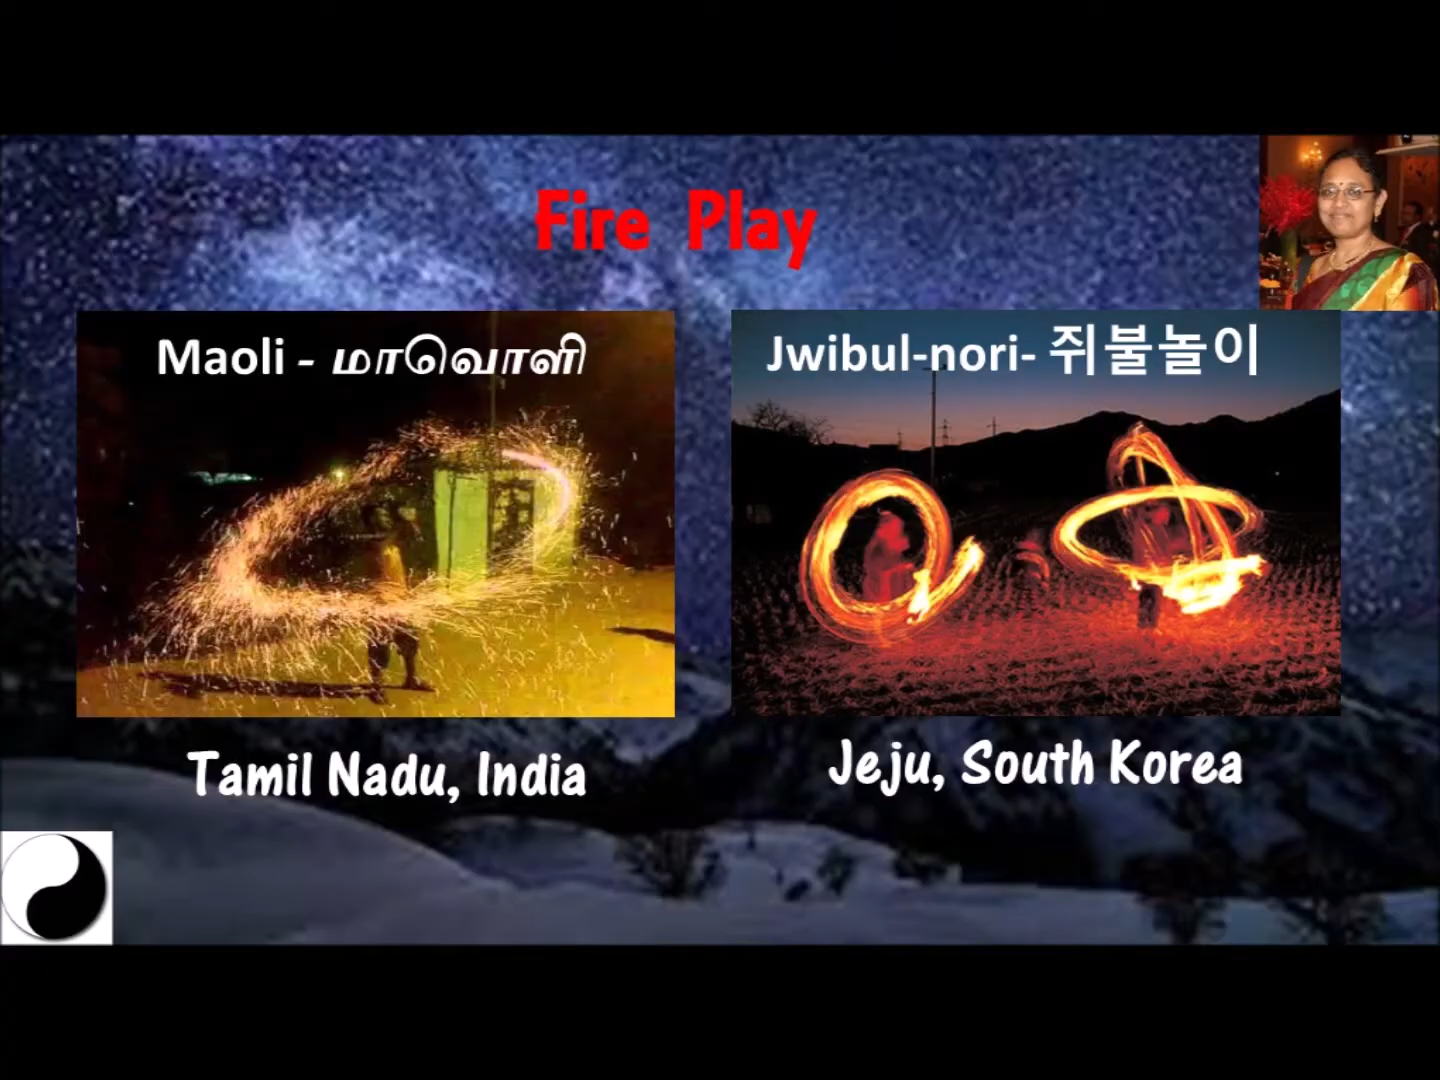 Fire Play
Maoli - மாவொளி
Jwibul-nori- 쥐불놀이
Tamil Nadu, India
Jeju, South Korea